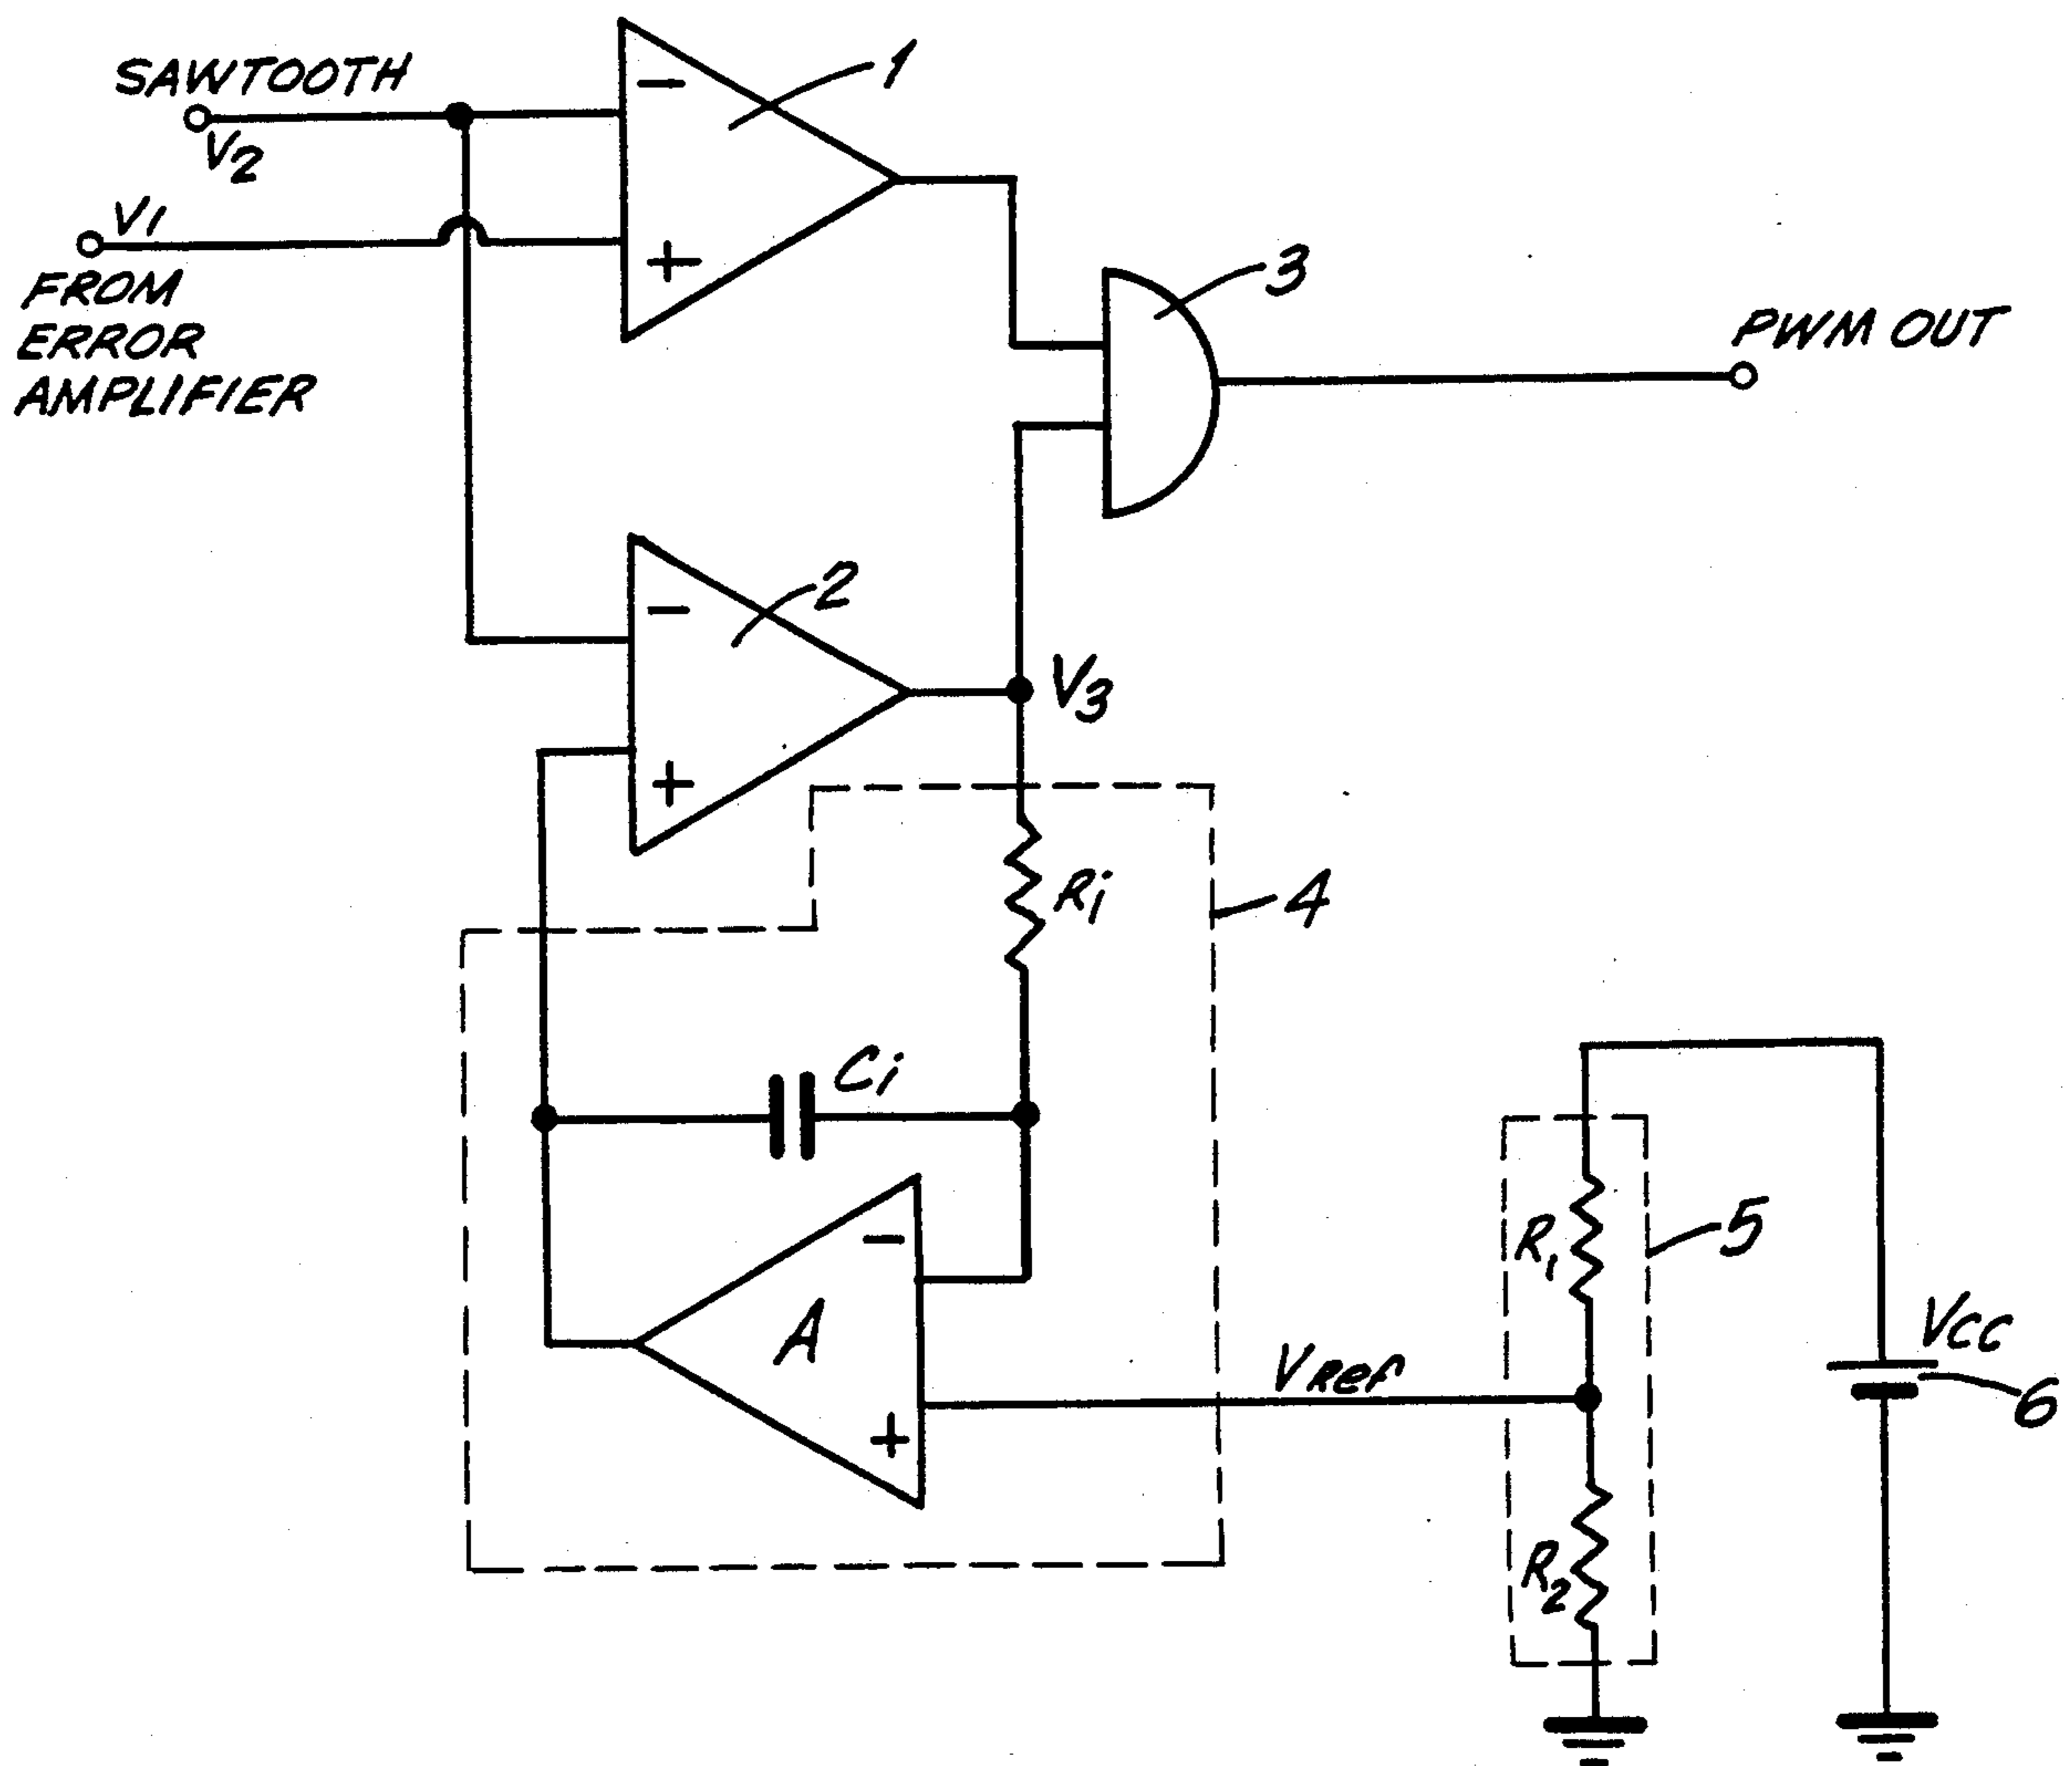 SAWTOOTH
V2
V1
FROM
ERROR
AMPLIFIER
−
+
1
3
PWM OUT
−
+
2
V3
Ri
4
Ci
−
A
+
VRef
R1
5
R2
VCC
6